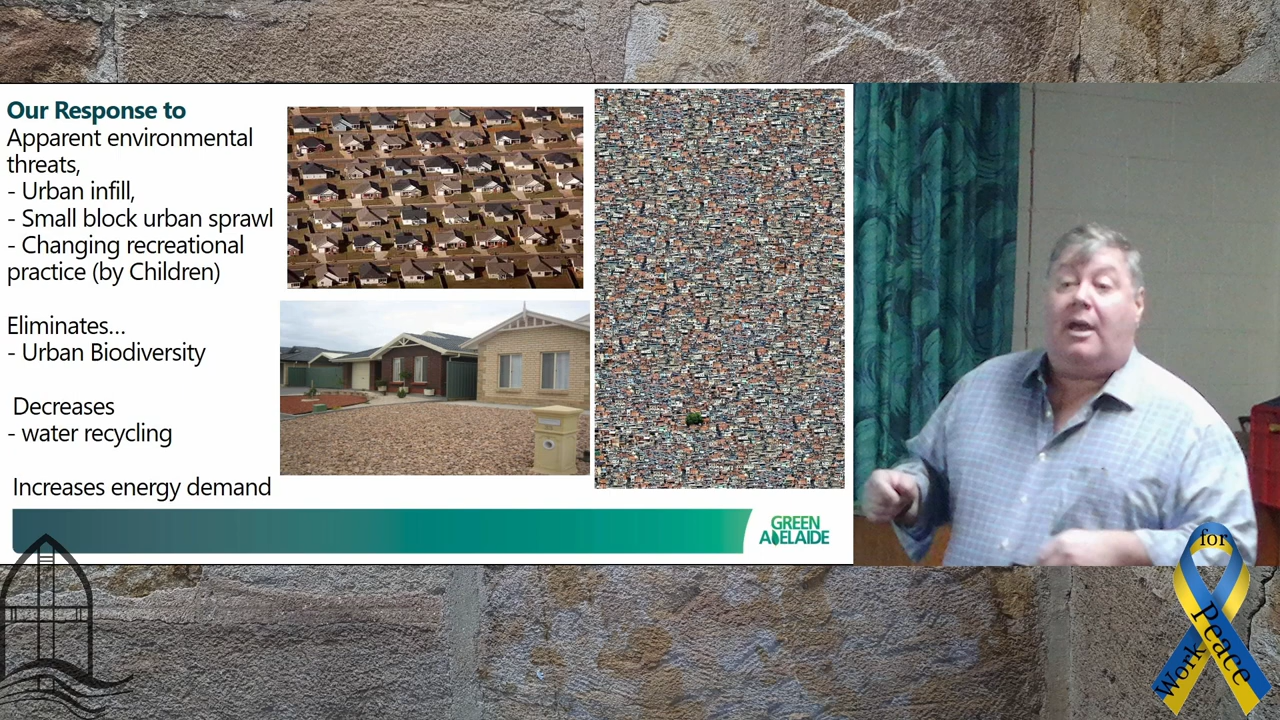 Our Response to
Apparent environmental
threats,
- Urban infill,
- Small block urban sprawl
- Changing recreational
practice (by Children)
Eliminates...
- Urban Biodiversity
Decreases
- water recycling
Increases energy demand
GREEN
ADELAIDE
for
Peace
Work